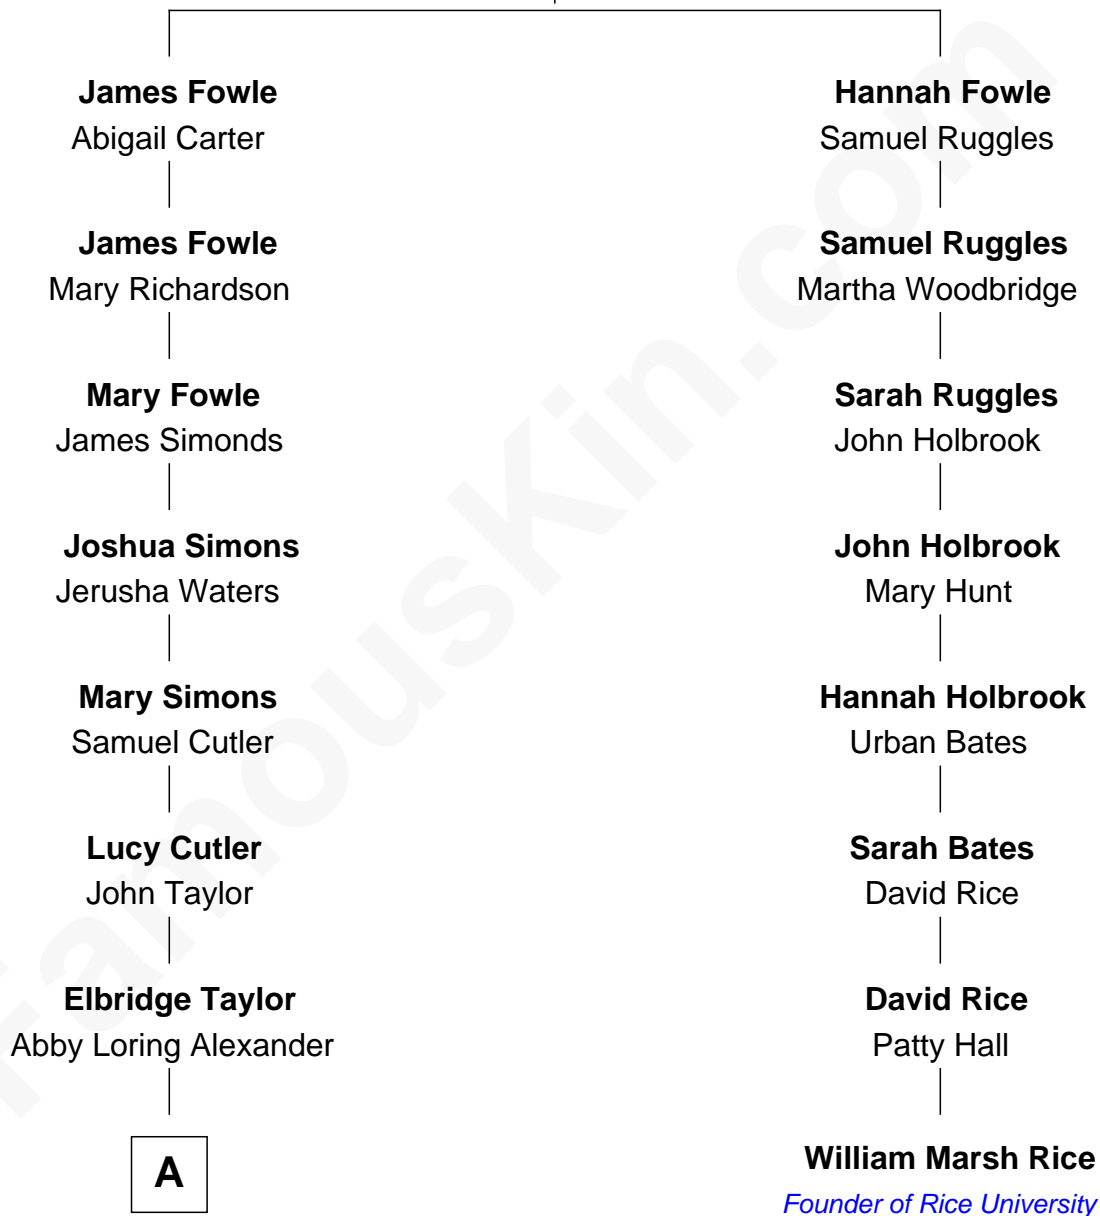 James Fowle
Abigail Carter
James Fowle
Mary Richardson
Mary Fowle
James Simonds
Joshua Simons
Jerusha Waters
Mary Simons
Samuel Cutler
Lucy Cutler
John Taylor
Elbridge Taylor
Abby Loring Alexander
A
Hannah Fowle
Samuel Ruggles
Samuel Ruggles
Martha Woodbridge
Sarah Ruggles
John Holbrook
John Holbrook
Mary Hunt
Hannah Holbrook
Urban Bates
Sarah Bates
David Rice
David Rice
Patty Hall
William Marsh Rice
Founder of Rice University
FamousKin.com